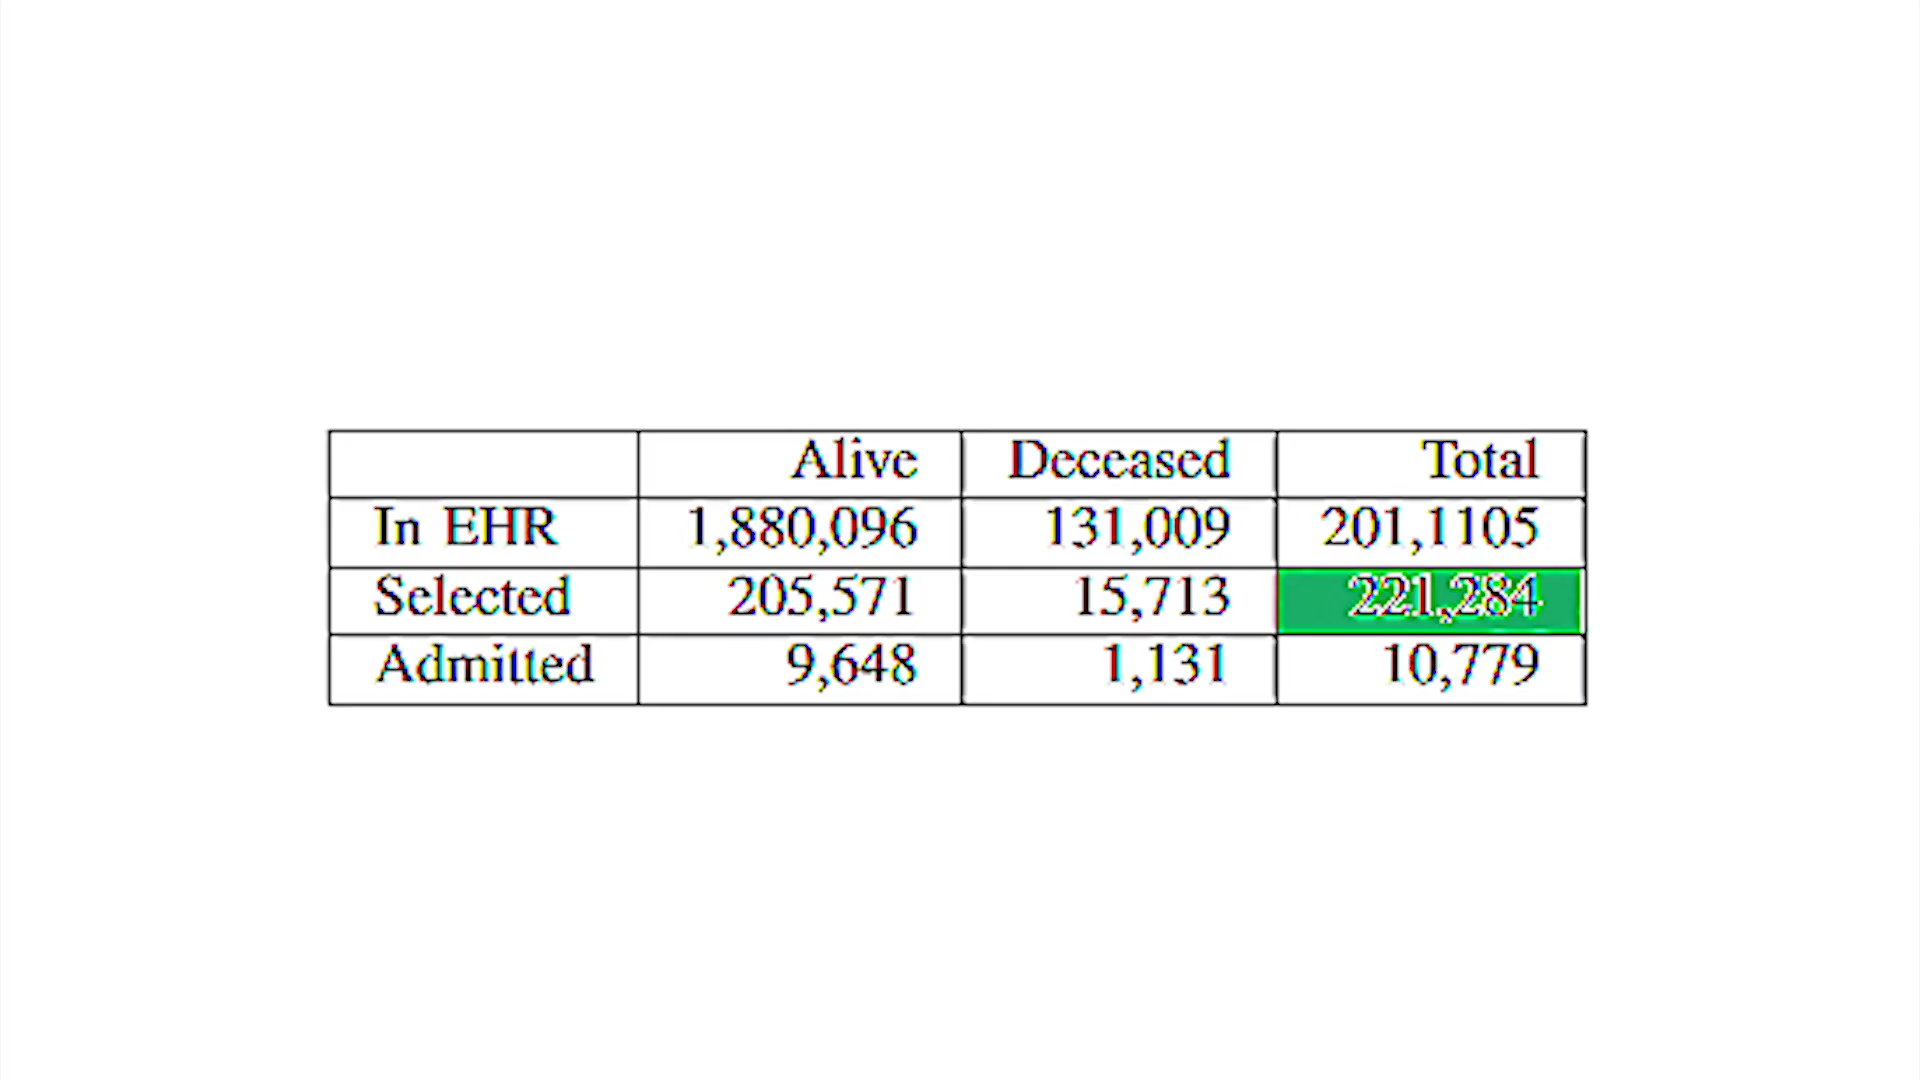 Alive Deceased Total
In EHR 1,880,096 131,009 201,1105
Selected 205,571 15,713 221,284
Admitted 9,648 1,131 10,779